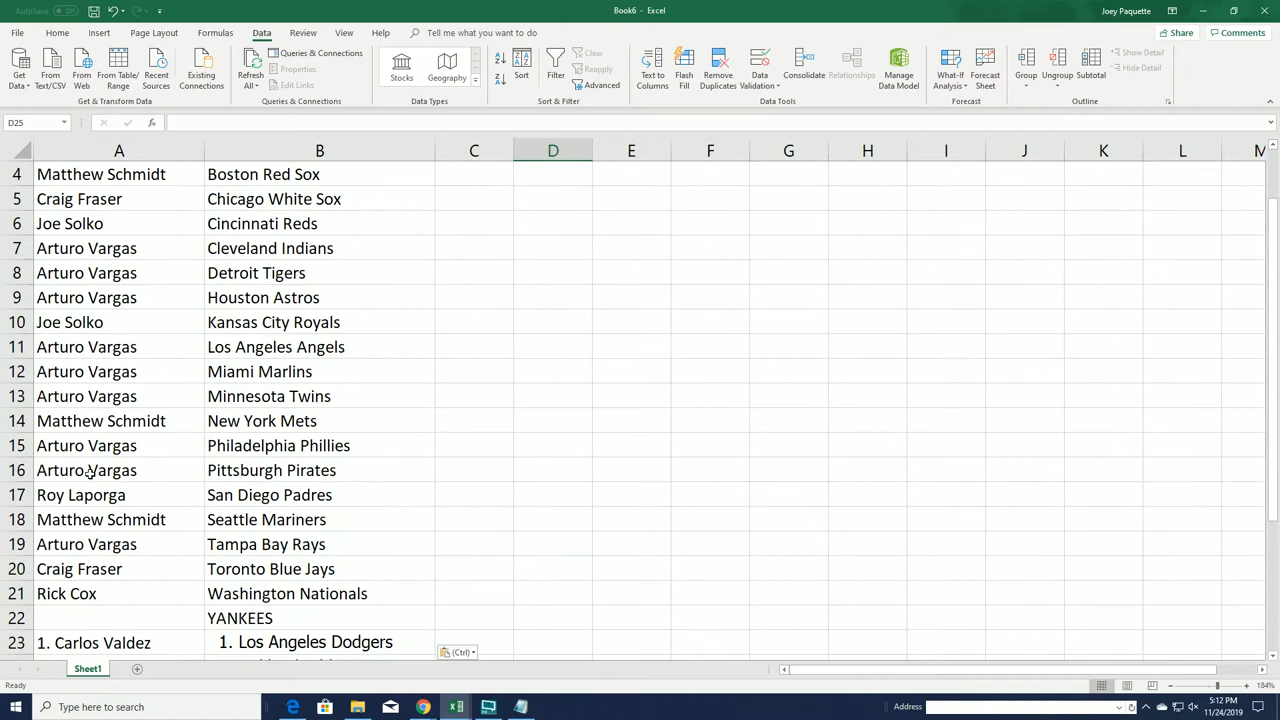 AutoSave Off Book6 - Excel Joey Paquette
File Home Insert Page Layout Formulas Data Review View Help Tell me what you want to do Share Comments
Get Data From Text/CSV From Web From Table/Range Recent Sources Existing Connections
Get & Transform Data
Refresh All Queries & Connections Properties Edit Links
Queries & Connections
Stocks Geography
Data Types
Sort Filter Clear Reapply Advanced
Sort & Filter
Text to Columns Flash Fill Remove Duplicates Data Validation Consolidate Relationships Manage Data Model
Data Tools
What-If Analysis Forecast Sheet
Forecast
Group Ungroup Subtotal Show Detail Hide Detail
Outline
D25 fx
A B C D E F G H I J K L M
4 Matthew Schmidt Boston Red Sox
5 Craig Fraser Chicago White Sox
6 Joe Solko Cincinnati Reds
7 Arturo Vargas Cleveland Indians
8 Arturo Vargas Detroit Tigers
9 Arturo Vargas Houston Astros
10 Joe Solko Kansas City Royals
11 Arturo Vargas Los Angeles Angels
12 Arturo Vargas Miami Marlins
13 Arturo Vargas Minnesota Twins
14 Matthew Schmidt New York Mets
15 Arturo Vargas Philadelphia Phillies
16 Arturo Vargas Pittsburgh Pirates
17 Roy Laporga San Diego Padres
18 Matthew Schmidt Seattle Mariners
19 Arturo Vargas Tampa Bay Rays
20 Craig Fraser Toronto Blue Jays
21 Rick Cox Washington Nationals
22 YANKEES
23 1. Carlos Valdez 1. Los Angeles Dodgers
(Ctrl)
Sheet1
Ready 184%
Type here to search Address 5:12 PM
11/24/2019